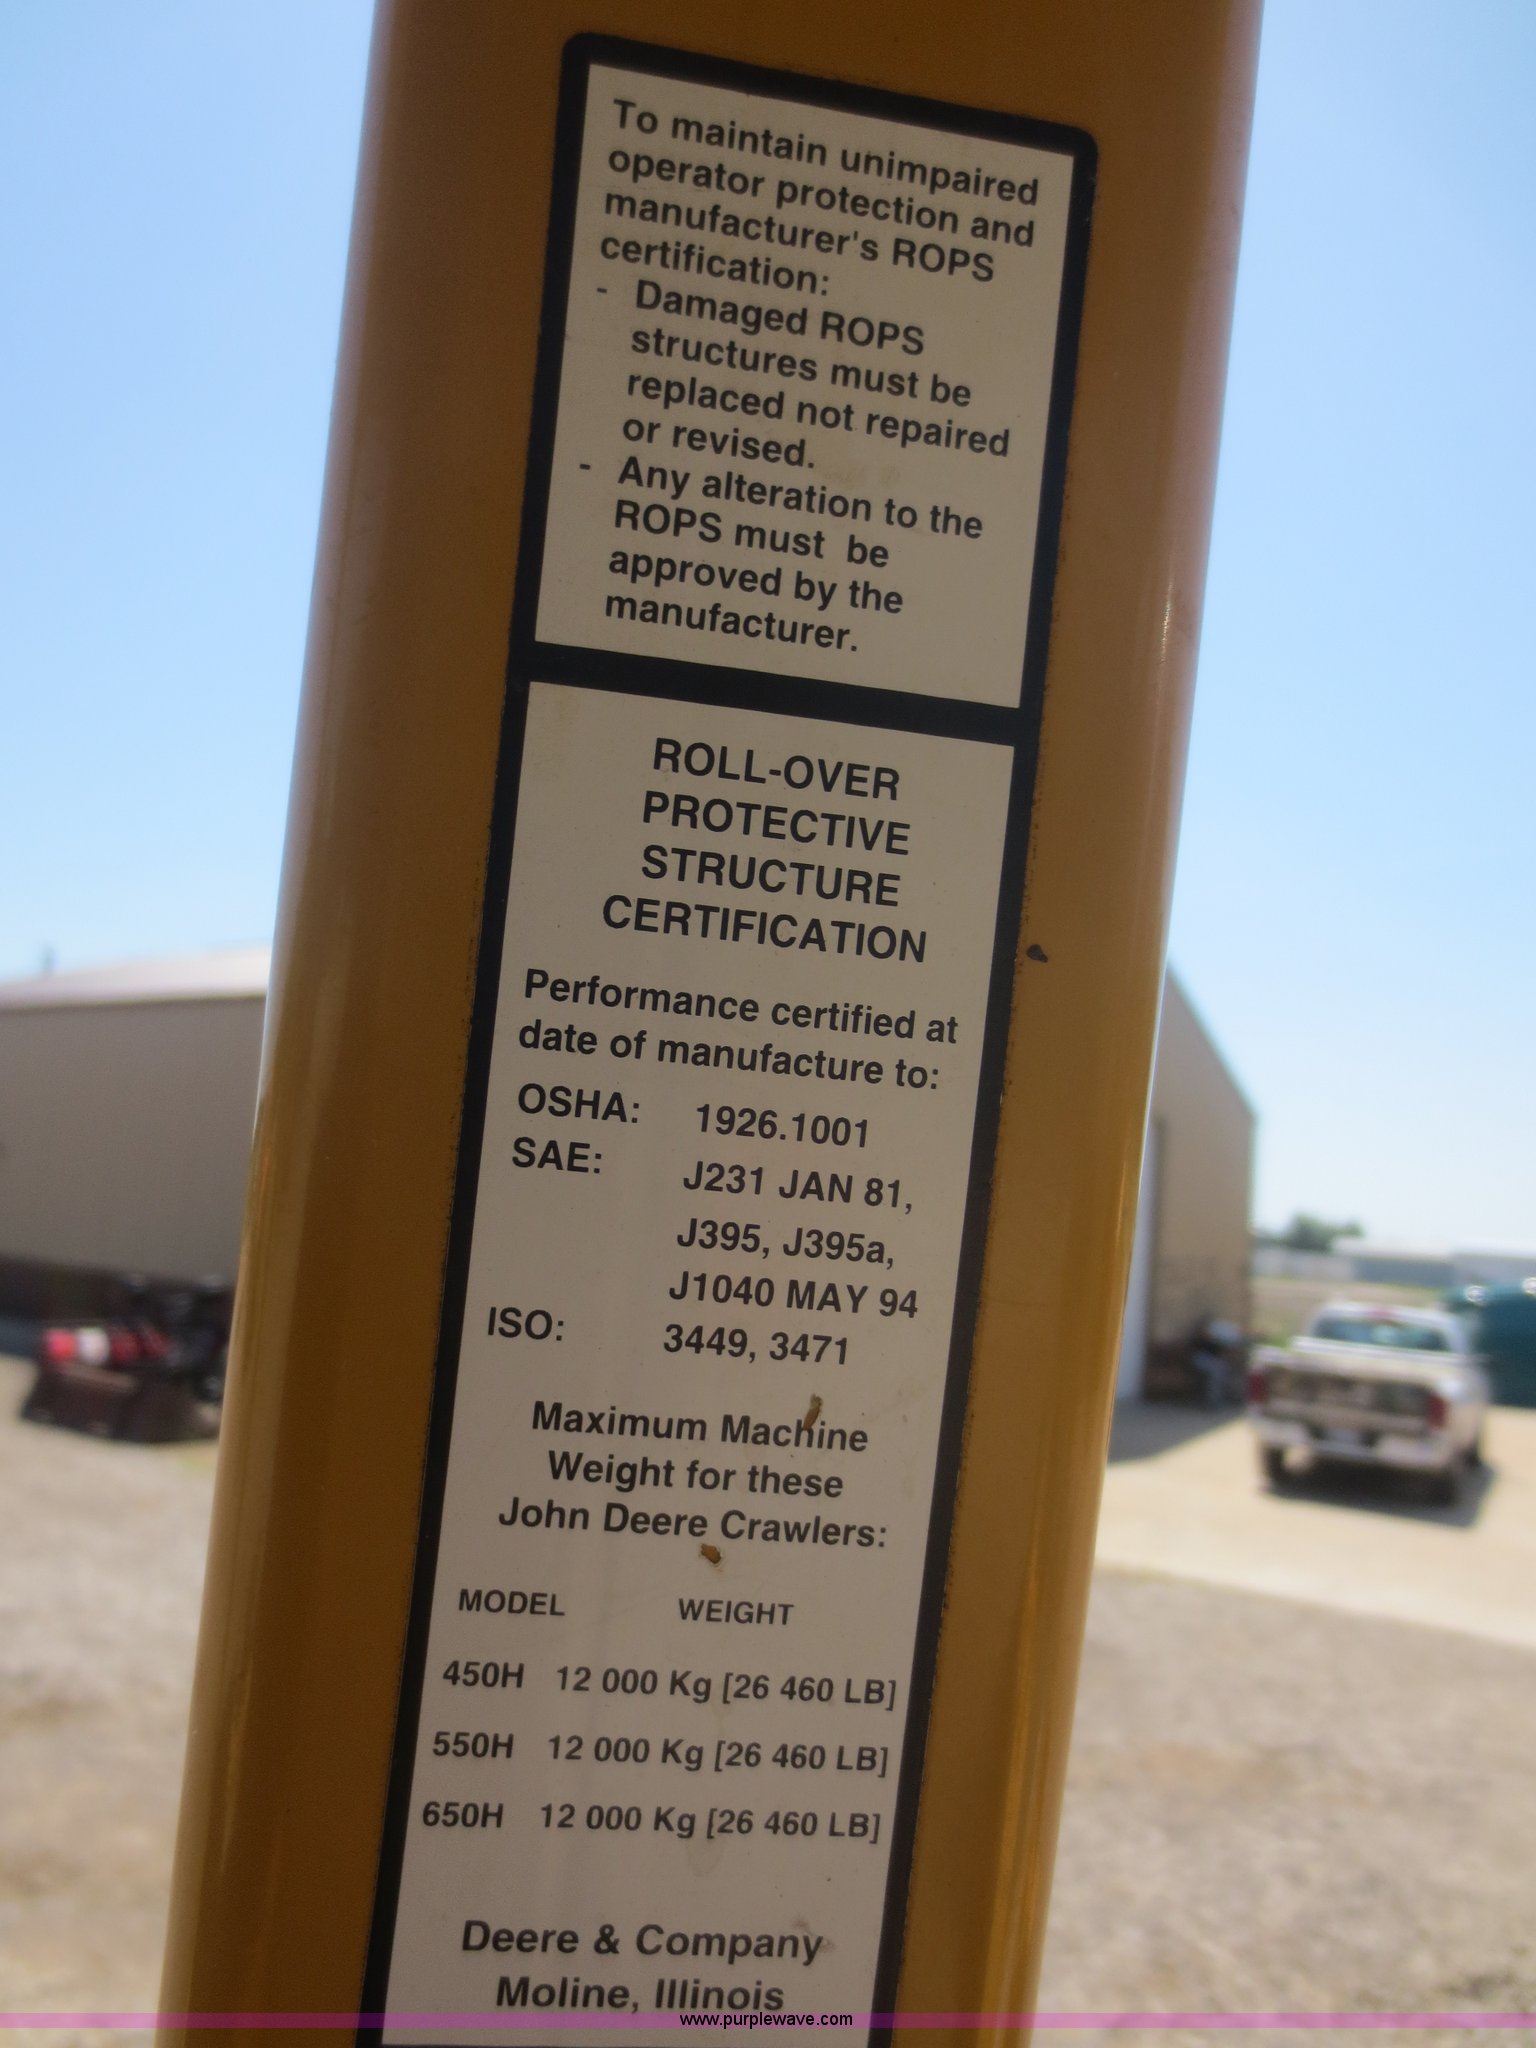 To maintain unimpaired
operator protection and
manufacturer's ROPS
certification:
- Damaged ROPS
structures must be
replaced not repaired
or revised.
- Any alteration to the
ROPS must be
approved by the
manufacturer.
ROLL-OVER
PROTECTIVE
STRUCTURE
CERTIFICATION
Performance certified at
date of manufacture to:
OSHA: 1926.1001
SAE: J231 JAN 81,
J395, J395a,
J1040 MAY 94
ISO: 3449, 3471
Maximum Machine
Weight for these
John Deere Crawlers:
MODEL WEIGHT
450H 12 000 Kg [26 460 LB]
550H 12 000 Kg [26 460 LB]
650H 12 000 Kg [26 460 LB]
Deere & Company
Moline, Illinois
www.purplewave.com